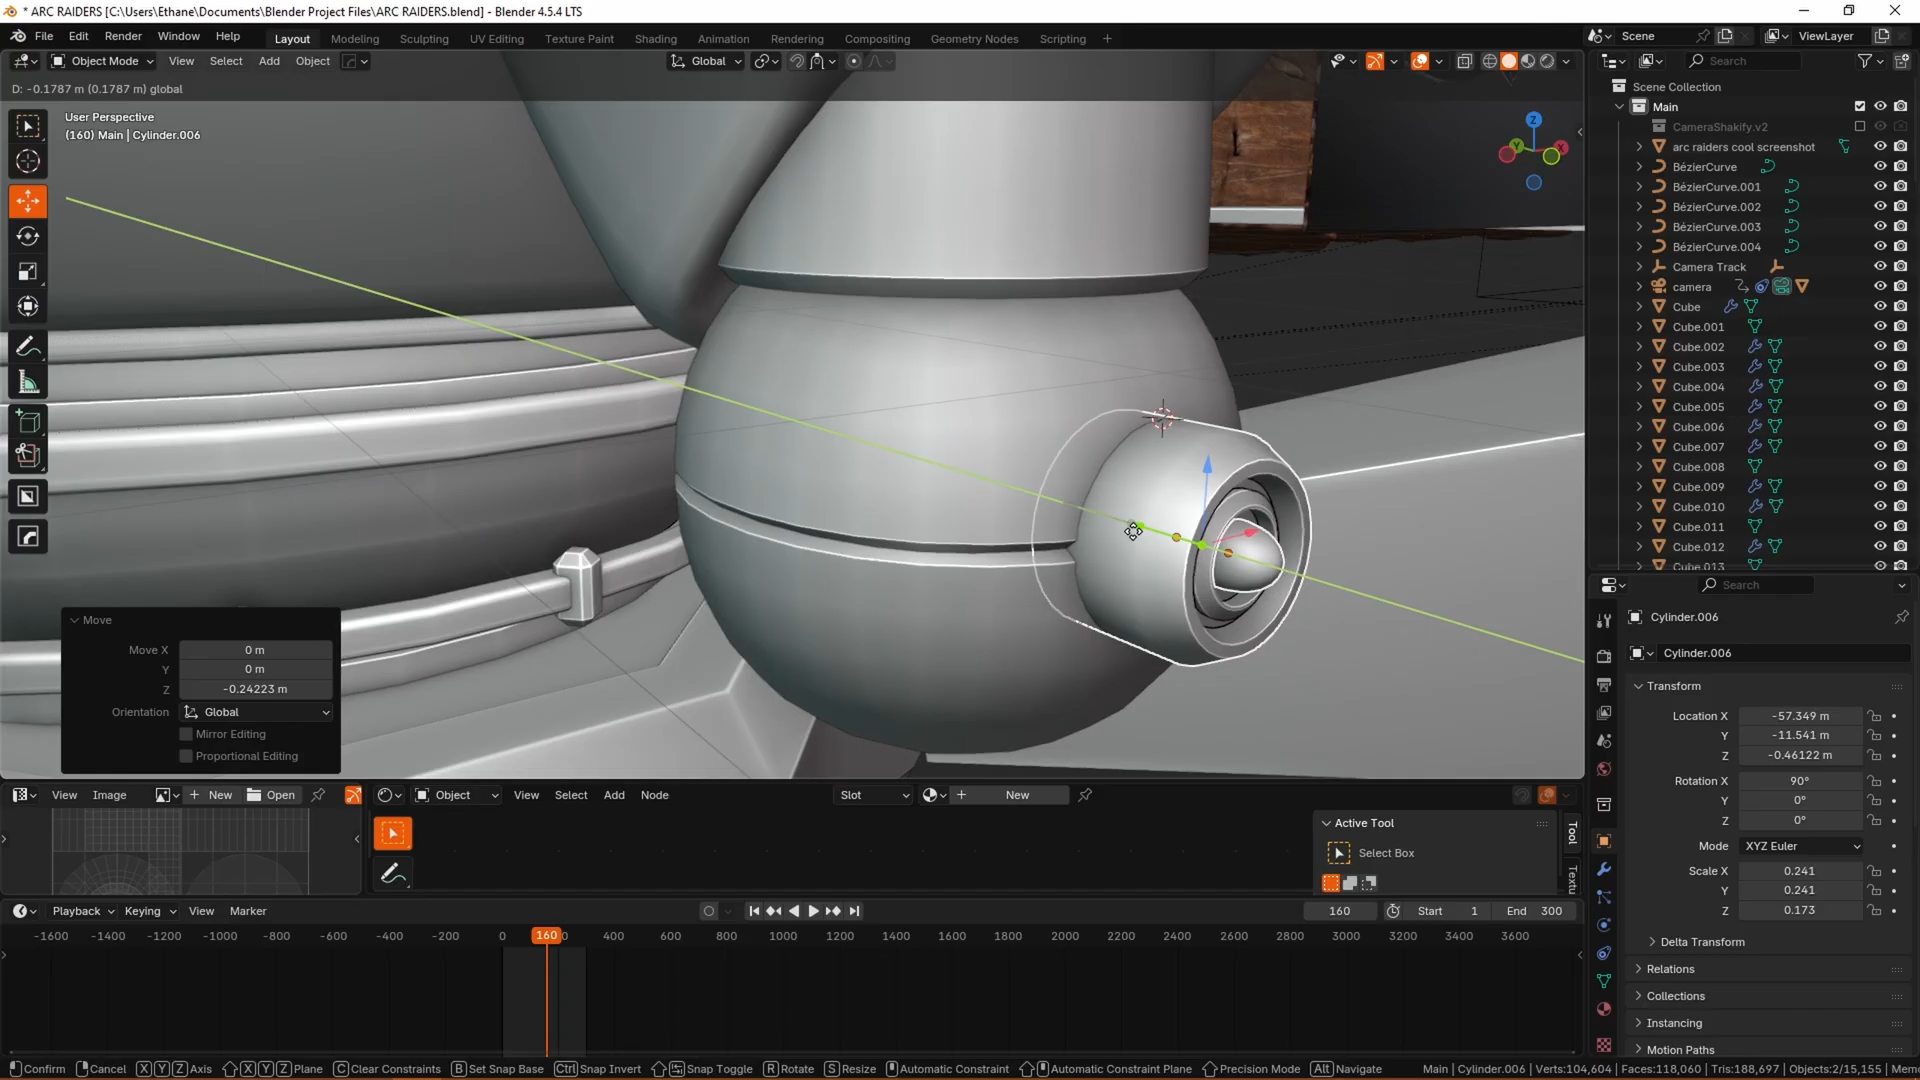 * ARC RAIDERS [C:\Users\Ethane\Documents\Blender Project Files\ARC RAIDERS.blend] - Blender 4.5.4 LTS
File Edit Render Window Help Layout Modeling Sculpting UV Editing Texture Paint Shading Animation Rendering Compositing Geometry Nodes Scripting + Scene ViewLayer
Object Mode View Select Add Object Global Search
D: -0.1787 m (0.1787 m) global
User Perspective
(160) Main | Cylinder.006
Z
Y
X
Scene Collection
Main
CameraShakify.v2
arc raiders cool screenshot
BézierCurve
BézierCurve.001
BézierCurve.002
BézierCurve.003
BézierCurve.004
Camera Track
camera
Cube
Cube.001
Cube.002
Cube.003
Cube.004
Cube.005
Cube.006
Cube.007
Cube.008
Cube.009
Cube.010
Cube.011
Cube.012
Cube.013
Search
Cylinder.006
Cylinder.006
Transform
Location X -57.349 m
Y -11.541 m
Z -0.46122 m
Rotation X 90°
Y 0°
Z 0°
Mode XYZ Euler
Scale X 0.241
Y 0.241
Z 0.173
Delta Transform
Relations
Collections
Instancing
Motion Paths
Move
Move X 0 m
Y 0 m
Z -0.24223 m
Orientation Global
Mirror Editing
Proportional Editing
View Image New Open Object View Select Add Node Slot New
Active Tool
Select Box
Tool
Textu
Playback Keying View Marker 160 Start 1 End 300
-1600 -1400 -1200 -1000 -800 -600 -400 -200 0 160 400 600 800 1000 1200 1400 1600 1800 2000 2200 2400 2600 2800 3000 3200 3400 3600
Confirm Cancel X Y Z Axis X Y Z Plane C Clear Constraints B Set Snap Base Ctrl Snap Invert Snap Toggle R Rotate S Resize Automatic Constraint Automatic Constraint Plane Precision Mode Alt Navigate Main | Cylinder.006 | Verts:104,604 | Faces:118,060 | Tris:188,697 | Objects:2/15,155 | Mem